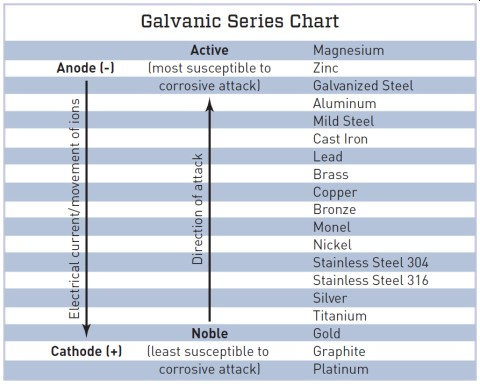 Galvanic Series Chart
Active Magnesium
Anode (-) (most susceptible to Zinc
corrosive attack) Galvanized Steel
Aluminum
Mild Steel
Cast Iron
Lead
Brass
Copper
Bronze
Monel
Nickel
Stainless Steel 304
Stainless Steel 316
Silver
Titanium
Electrical current/movement of ions
Direction of attack
Noble Gold
Cathode (+) (least susceptible to Graphite
corrosive attack) Platinum